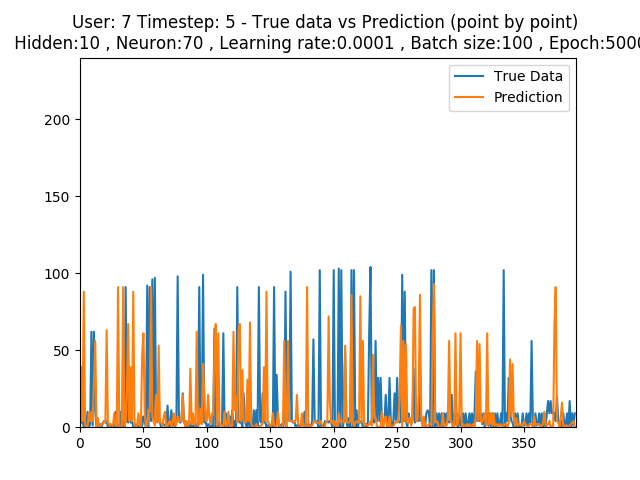 User: 7 Timestep: 5 - True data vs Prediction (point by point)
Hidden:10 , Neuron:70 , Learning rate:0.0001 , Batch size:100 , Epoch:5000
True Data
Prediction
200
150
100
50
0
0 50 100 150 200 250 300 350